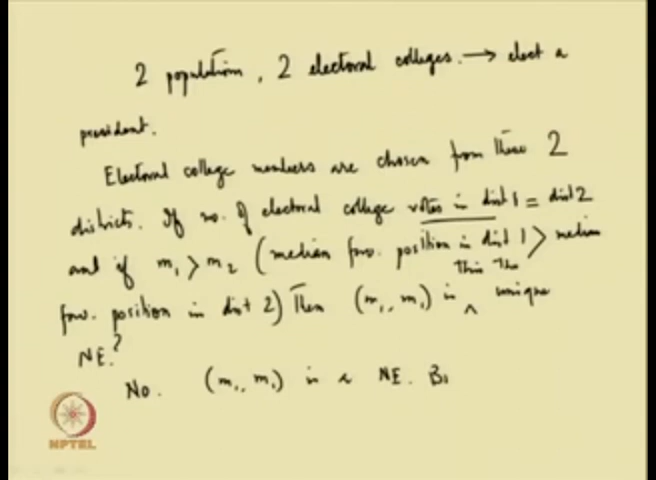 2 population, 2 electoral colleges. → elect a
president.
Electoral college members are chosen from these 2
districts. If no. of electoral college votes in dist 1 = dist 2
and if m₁ > m₂ (median fav. position in dist 1 > median
fav. position in dist 2) Then (m₁, m₁) is ^ this the unique
NE?
No. (m₁, m₁) is a NE. Bu
NPTEL